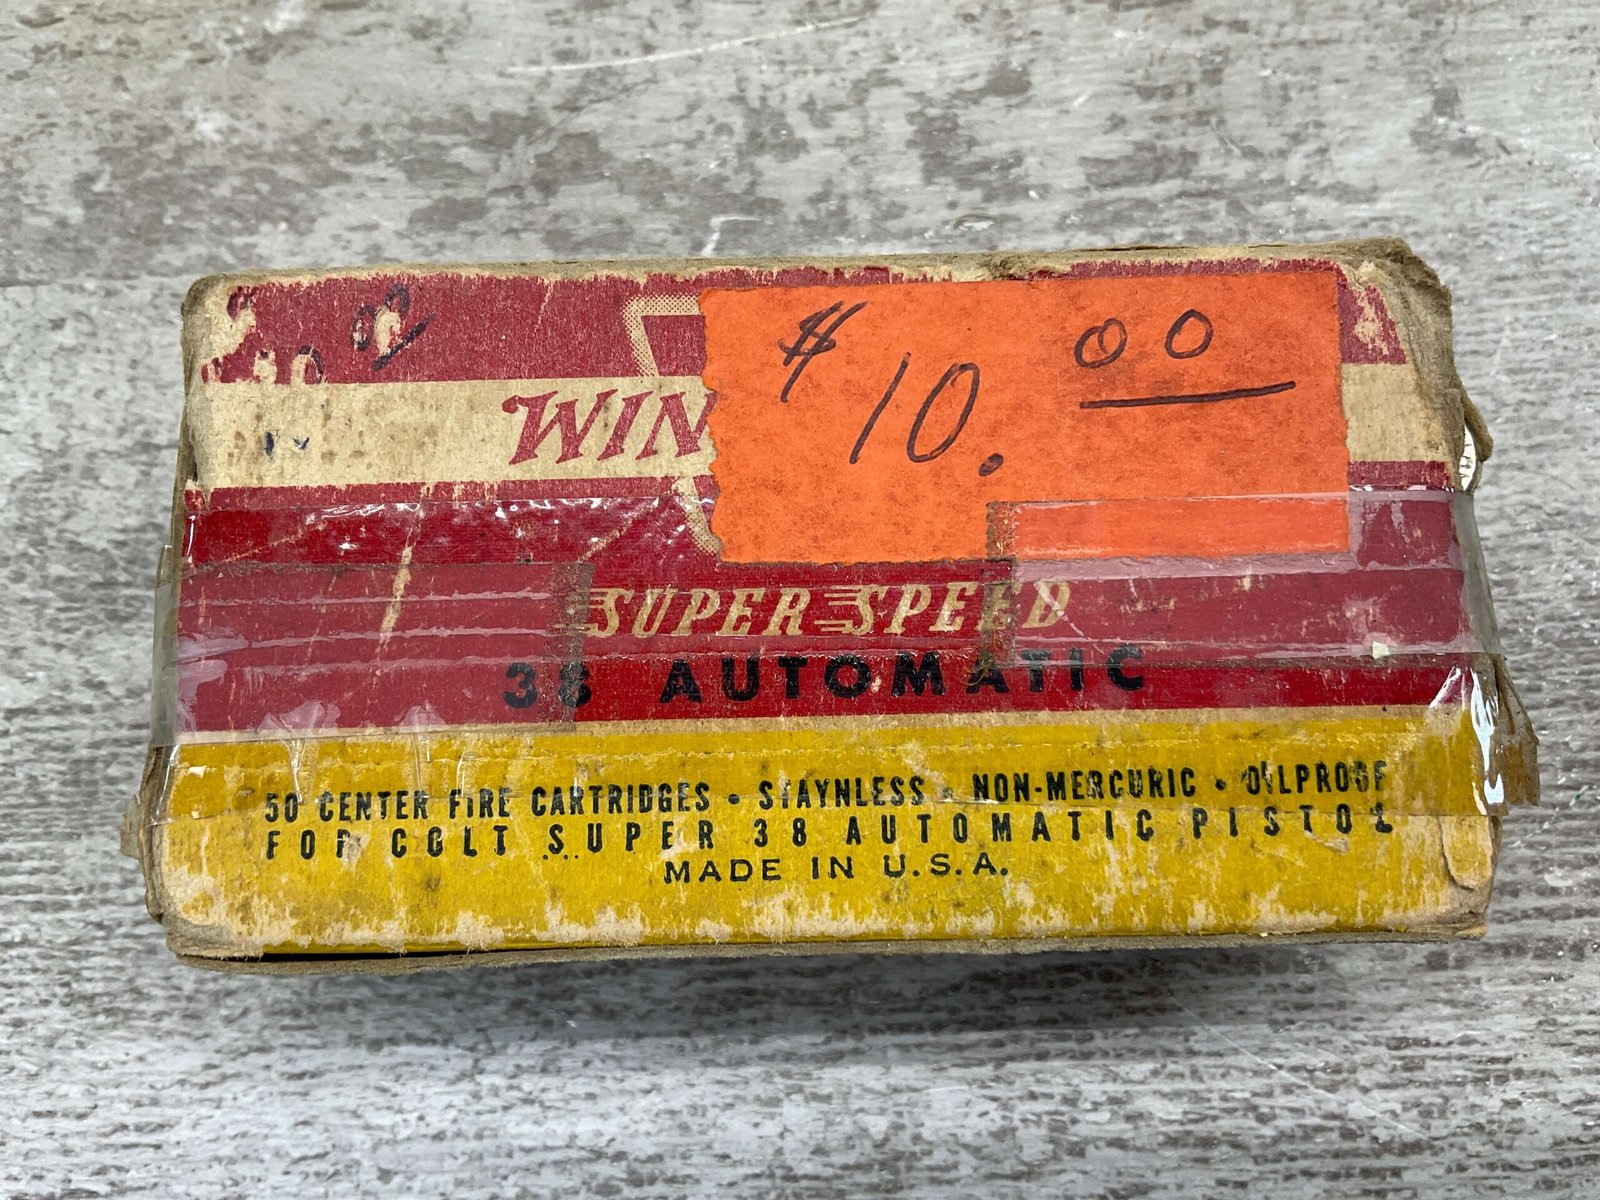 $10.00
WIN
SUPER SPEED
38 AUTOMATIC
50 CENTER FIRE CARTRIDGES • STAYNLESS • NON-MERCURIC • OILPROOF
FOR COLT SUPER 38 AUTOMATIC PISTOL
MADE IN U.S.A.